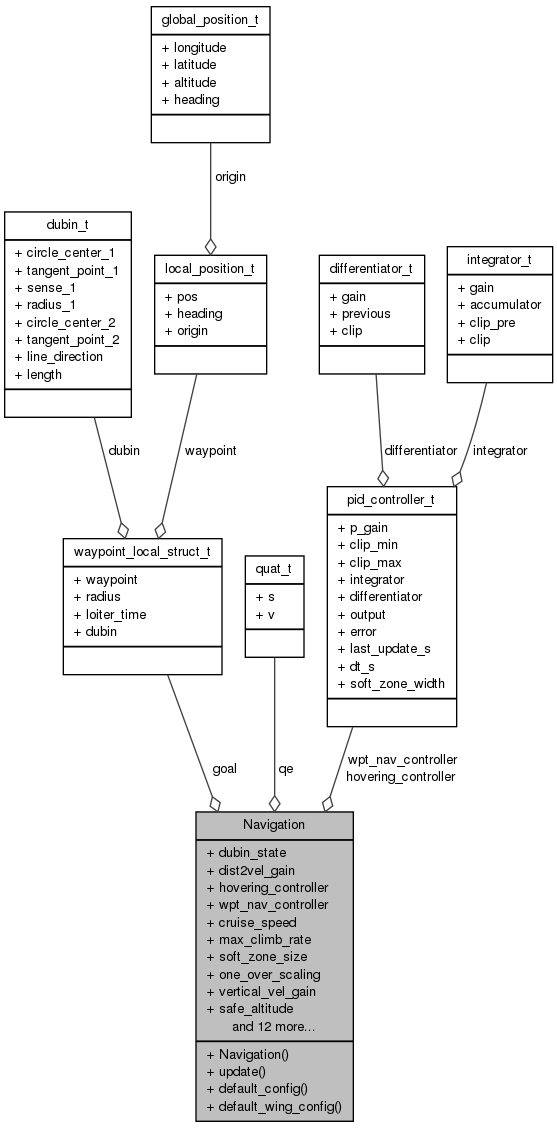 global_position_t
+ longitude
+ latitude
+ altitude
+ heading
origin
dubin_t
+ circle_center_1
+ tangent_point_1
+ sense_1
+ radius_1
+ circle_center_2
+ tangent_point_2
+ line_direction
+ length
local_position_t
+ pos
+ heading
+ origin
differentiator_t
+ gain
+ previous
+ clip
integrator_t
+ gain
+ accumulator
+ clip_pre
+ clip
dubin
waypoint
differentiator
integrator
waypoint_local_struct_t
+ waypoint
+ radius
+ loiter_time
+ dubin
quat_t
+ s
+ v
pid_controller_t
+ p_gain
+ clip_min
+ clip_max
+ integrator
+ differentiator
+ output
+ error
+ last_update_s
+ dt_s
+ soft_zone_width
goal
qe
wpt_nav_controller
hovering_controller
Navigation
+ dubin_state
+ dist2vel_gain
+ hovering_controller
+ wpt_nav_controller
+ cruise_speed
+ max_climb_rate
+ soft_zone_size
+ one_over_scaling
+ vertical_vel_gain
+ safe_altitude
and 12 more...
+ Navigation()
+ update()
+ default_config()
+ default_wing_config()